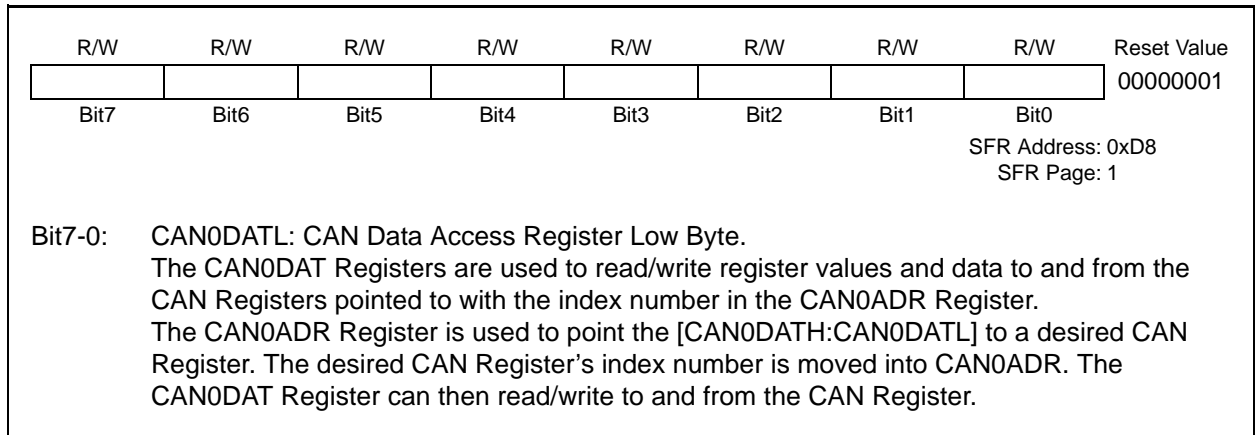 R/W R/W R/W R/W R/W R/W R/W R/W Reset Value
00000001
Bit7 Bit6 Bit5 Bit4 Bit3 Bit2 Bit1 Bit0
SFR Address: 0xD8
SFR Page: 1
Bit7-0: CAN0DATL: CAN Data Access Register Low Byte.
The CAN0DAT Registers are used to read/write register values and data to and from the
CAN Registers pointed to with the index number in the CAN0ADR Register.
The CAN0ADR Register is used to point the [CAN0DATH:CAN0DATL] to a desired CAN
Register. The desired CAN Register’s index number is moved into CAN0ADR. The
CAN0DAT Register can then read/write to and from the CAN Register.